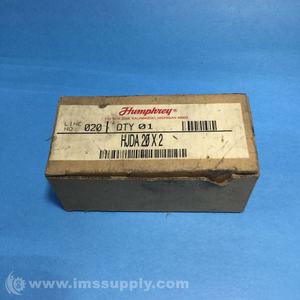 Humphrey®
LINE NO. 020 QTY 01
HJDA 20 X 2
© www.imssupply.com